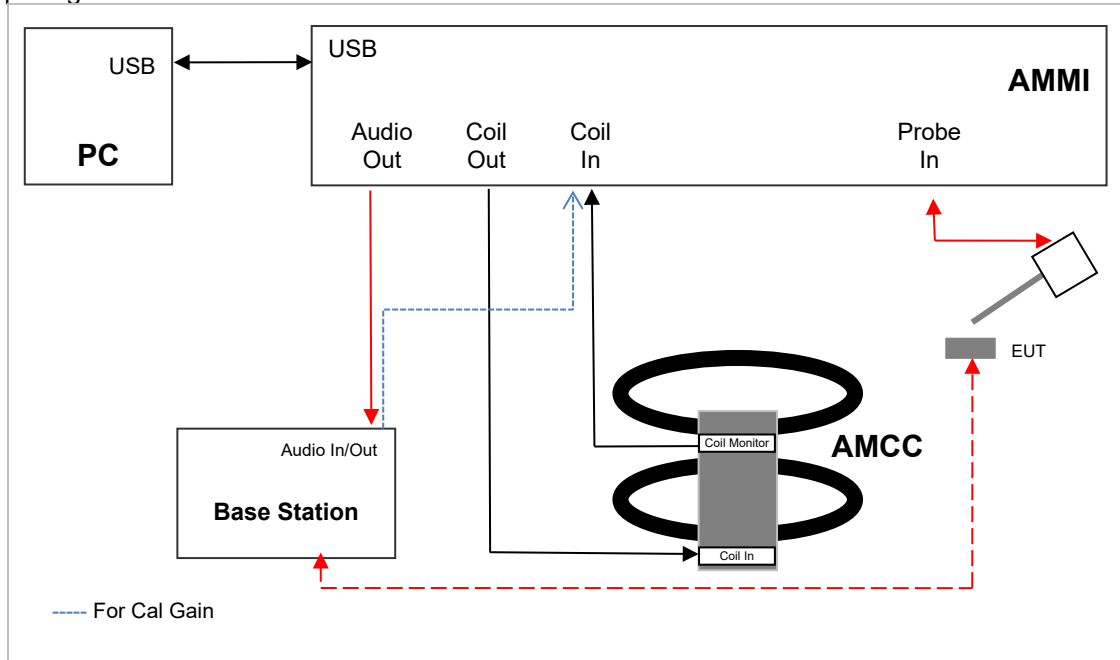 USB
PC
USB
AMMI
Audio
Out
Coil
Out
Coil
In
Probe
In
EUT
Coil Monitor
AMCC
Coil In
Audio In/Out
Base Station
For Cal Gain